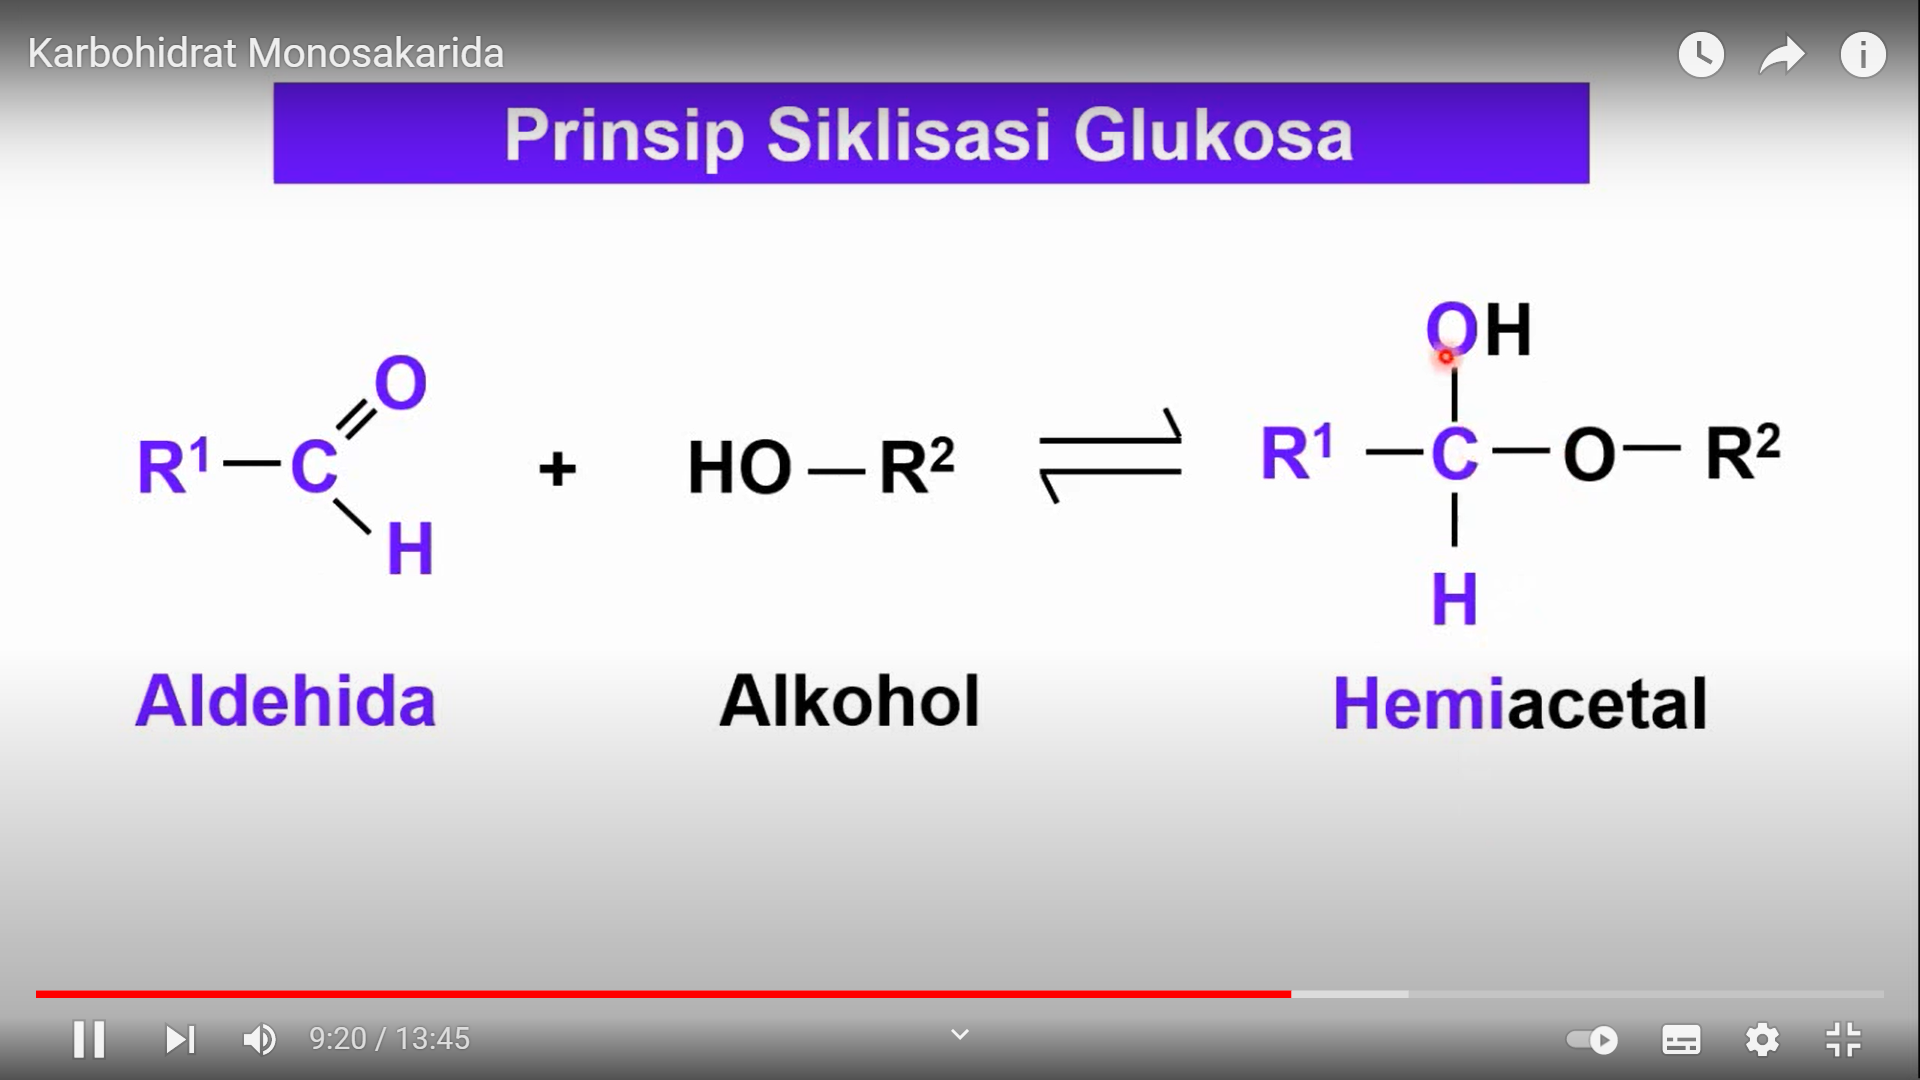 Karbohidrat Monosakarida
Prinsip Siklisasi Glukosa
R¹ — C
O
H
+
HO — R²
OH
R¹ — C — O — R²
H
Aldehida
Alkohol
Hemiacetal
9:20 / 13:45